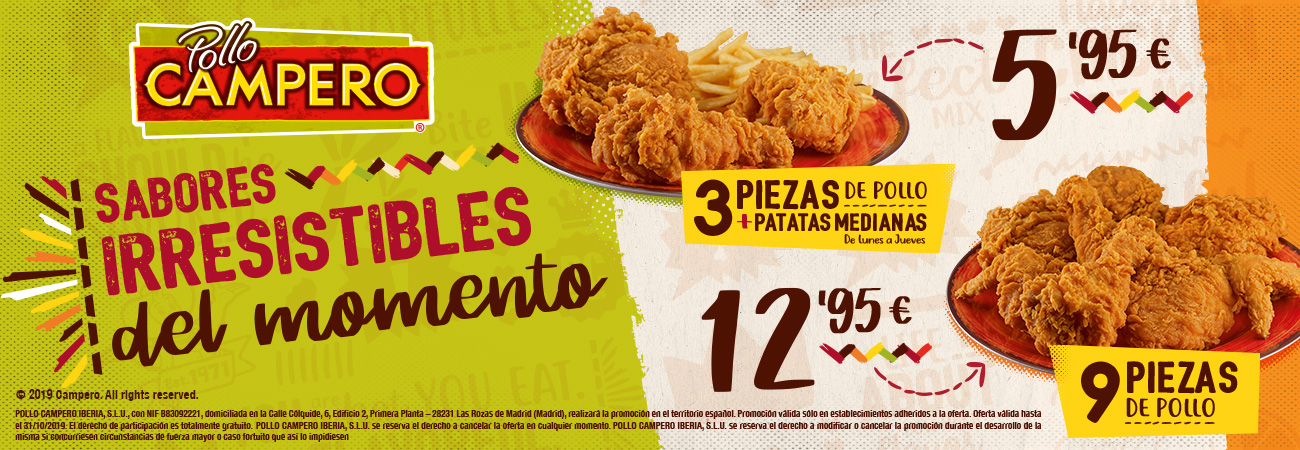 Pollo
CAMPERO
®
SABORES
IRRESISTIBLES
del momento
5'95 €
3 PIEZAS DE POLLO
+ PATATAS MEDIANAS
De Lunes a Jueves
12'95 €
9 PIEZAS
DE POLLO
© 2019 Campero. All rights reserved.
POLLO CAMPERO IBERIA, S.L.U., con NIF B83092221, domiciliada en la Calle Cólquide, 6, Edificio 2, Primera Planta – 28231 Las Rozas de Madrid (Madrid), realizará la promoción en el territorio español. Promoción válida sólo en establecimientos adheridos a la oferta. Oferta válida hasta
el 31/10/2019. El derecho de participación es totalmente gratuito. POLLO CAMPERO IBERIA, S.L.U. se reserva el derecho a cancelar la oferta en cualquier momento. POLLO CAMPERO IBERIA, S.L.U. se reserva el derecho a modificar o cancelar la promoción durante el desarrollo de la
misma si concurriesen circunstancias de fuerza mayor o caso fortuito que así lo impidiesen